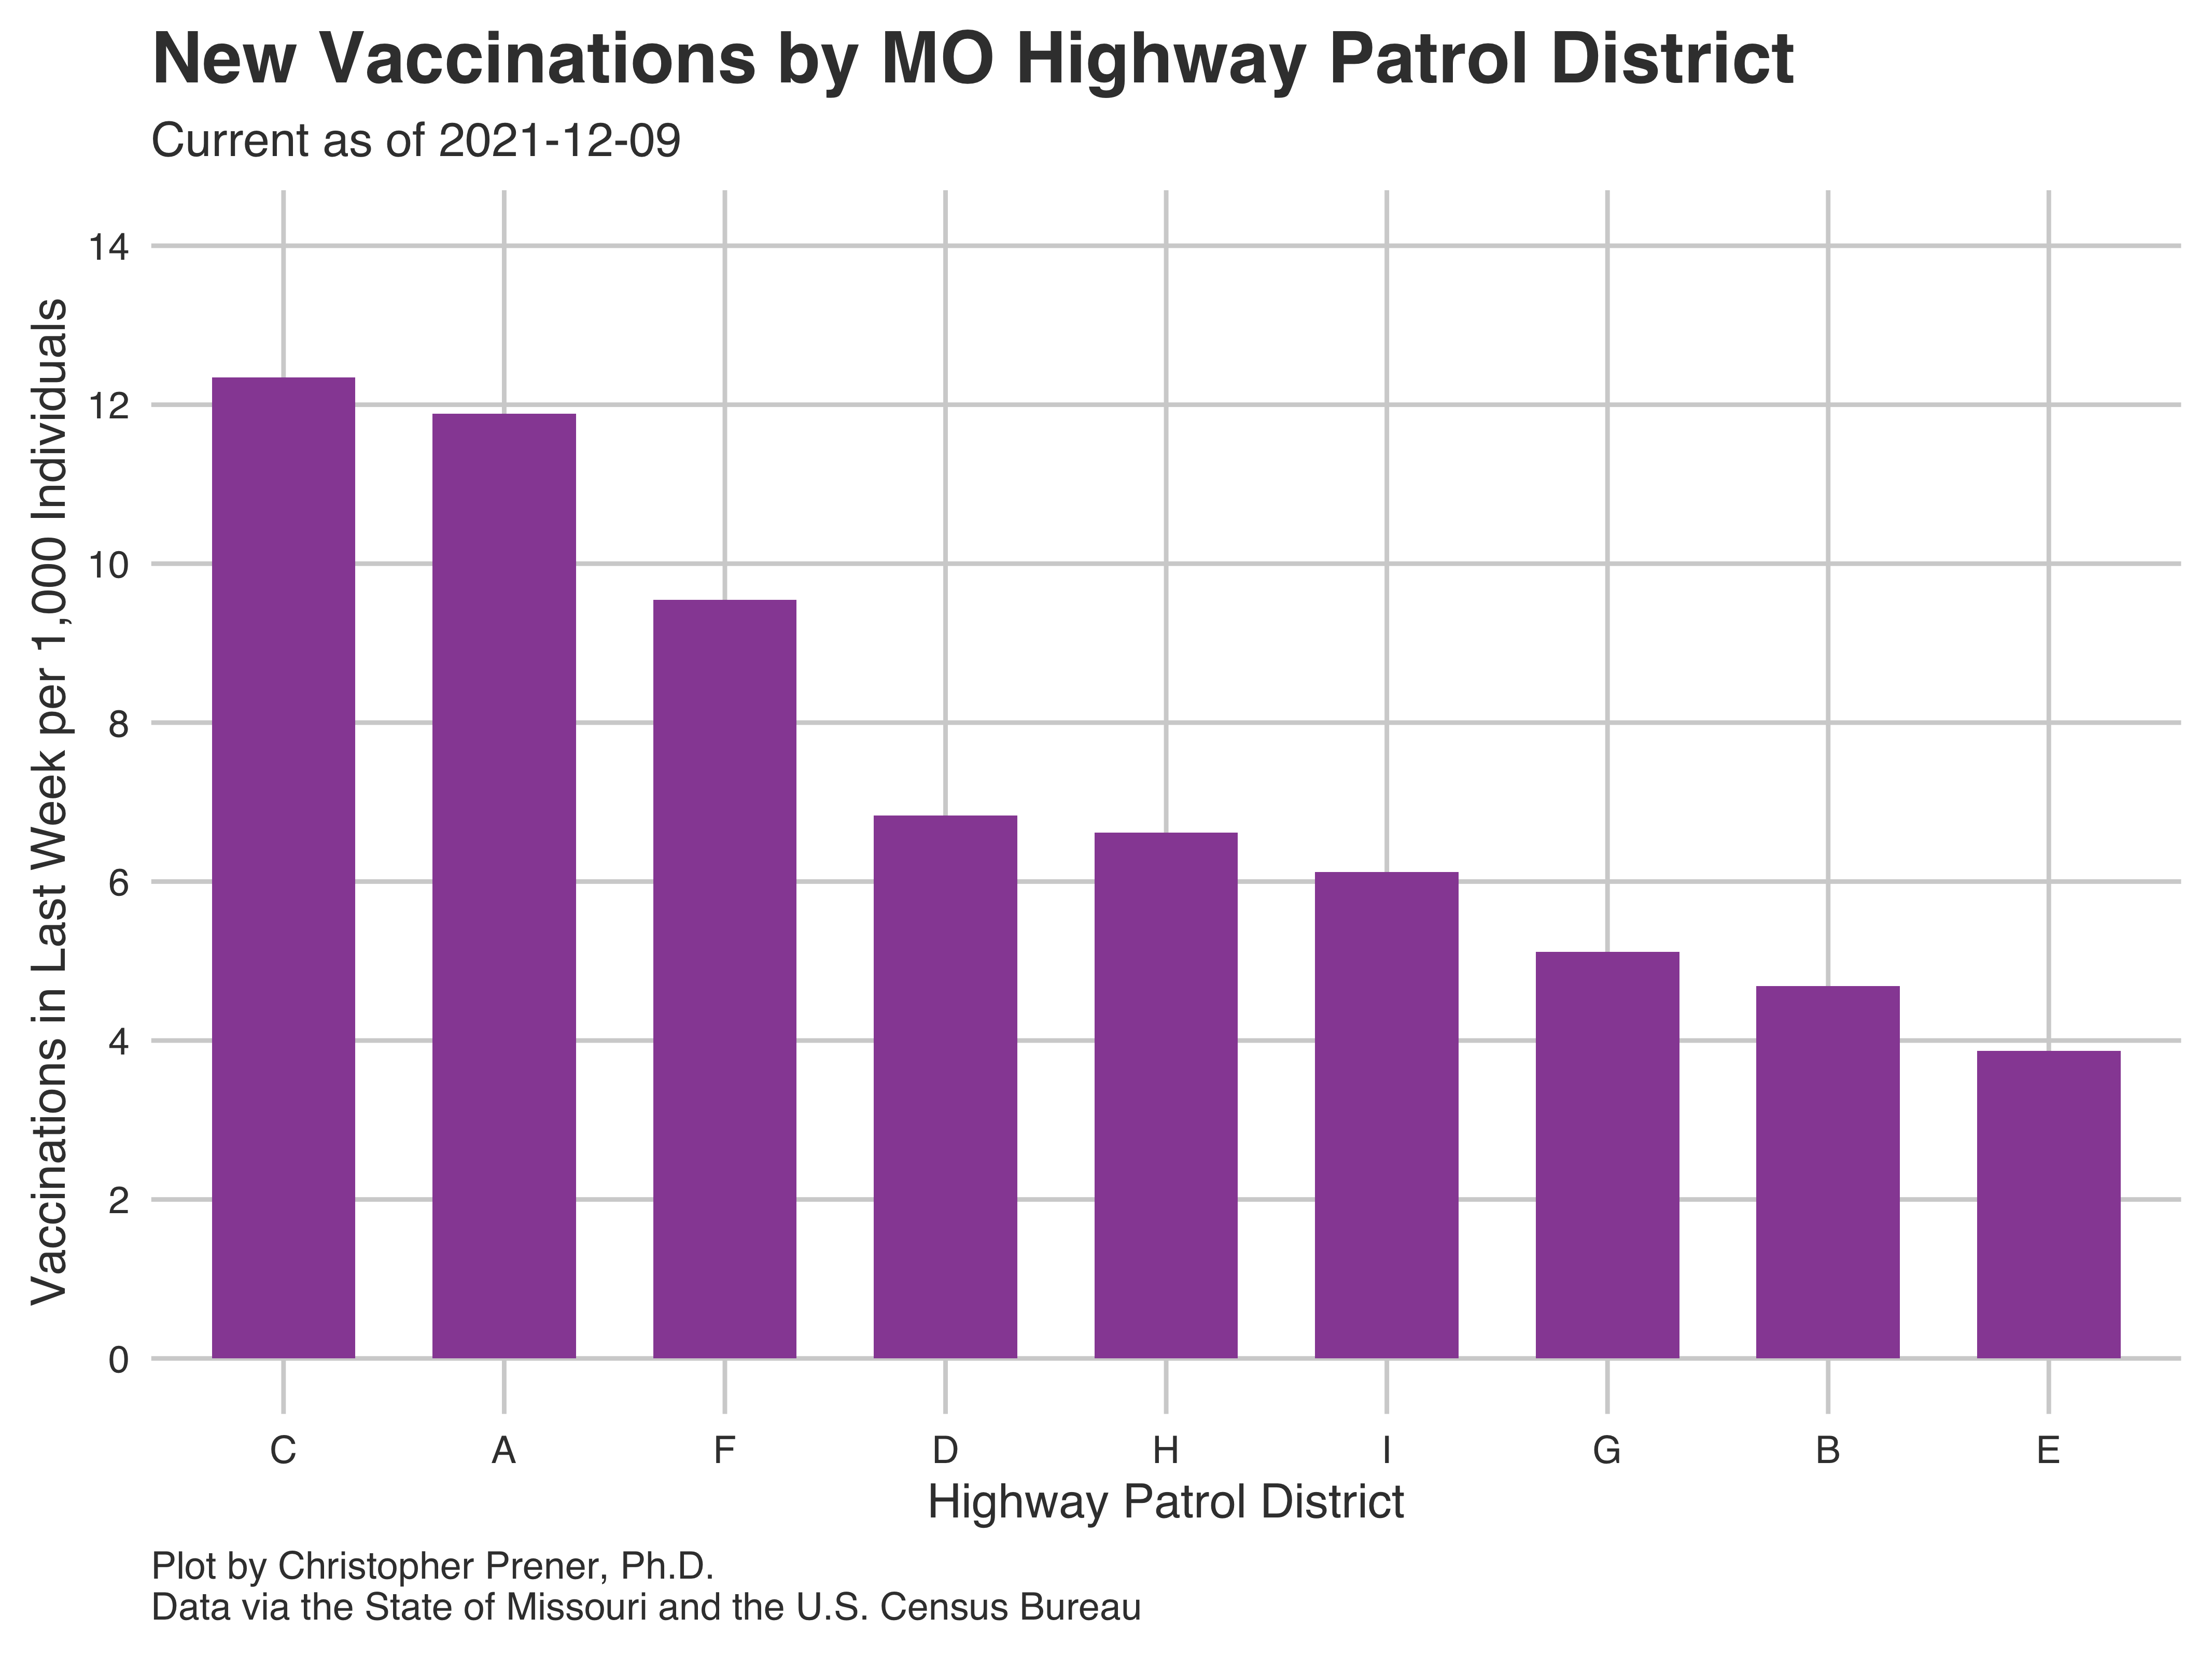 New Vaccinations by MO Highway Patrol District
Current as of 2021-12-09
Vaccinations in Last Week per 1,000 Individuals
14
12
10
8
6
4
2
0
C A F D H I G B E
Highway Patrol District
Plot by Christopher Prener, Ph.D.
Data via the State of Missouri and the U.S. Census Bureau